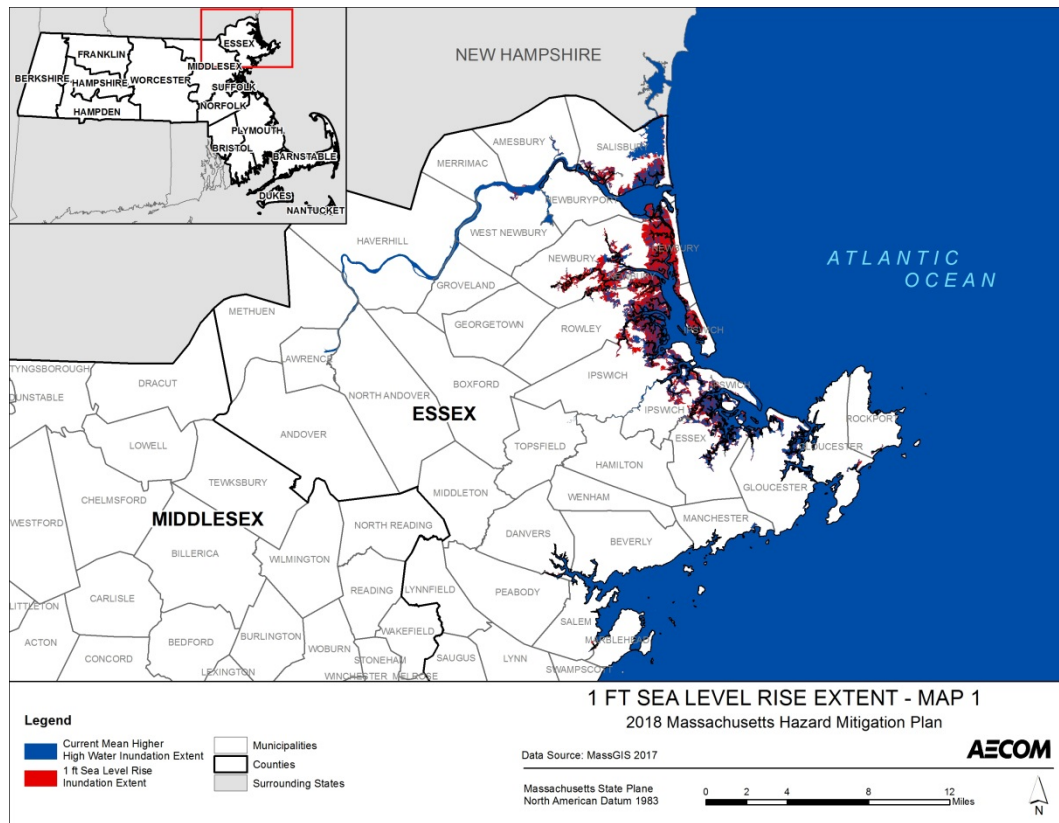 ESSEX
FRANKLIN
MIDDLESEX
BERKSHIRE
WORCESTER
HAMPSHIRE
SUFFOLK
NORFOLK
HAMPDEN
PLYMOUTH
BRISTOL
BARNSTABLE
DUKES
NANTUCKET
NEW HAMPSHIRE
AMESBURY
SALISBURY
MERRIMAC
NEWBURYPORT
WEST NEWBURY
HAVERHILL
NEWBURY
NEWBURY
ATLANTIC
OCEAN
GROVELAND
METHUEN
GEORGETOWN
ROWLEY
IPSWICH
LAWRENCE
TYNGSBOROUGH
DRACUT
BOXFORD
IPSWICH
IPSWICH
DUNSTABLE
NORTH ANDOVER
ESSEX
IPSWICH
ROCKPORT
ANDOVER
ESSEX
LOWELL
TOPSFIELD
GLOUCESTER
HAMILTON
TEWKSBURY
MIDDLETON
GLOUCESTER
CHELMSFORD
WENHAM
MIDDLESEX
NORTH READING
MANCHESTER
WESTFORD
DANVERS
BEVERLY
BILLERICA
WILMINGTON
READING
LYNNFIELD
PEABODY
CARLISLE
LITTLETON
SALEM
ACTON
BEDFORD
BURLINGTON
WAKEFIELD
MARBLEHEAD
CONCORD
WOBURN
STONEHAM
SAUGUS
LYNN
LEXINGTON
SWAMPSCOTT
WINCHESTER
MELROSE
1 FT SEA LEVEL RISE EXTENT - MAP 1
2018 Massachusetts Hazard Mitigation Plan
Legend
Current Mean Higher
High Water Inundation Extent
1 ft Sea Level Rise
Inundation Extent
Municipalities
Counties
Surrounding States
Data Source: MassGIS 2017
AECOM
Massachusetts State Plane
North American Datum 1983
0 2 4 8 12
Miles
N